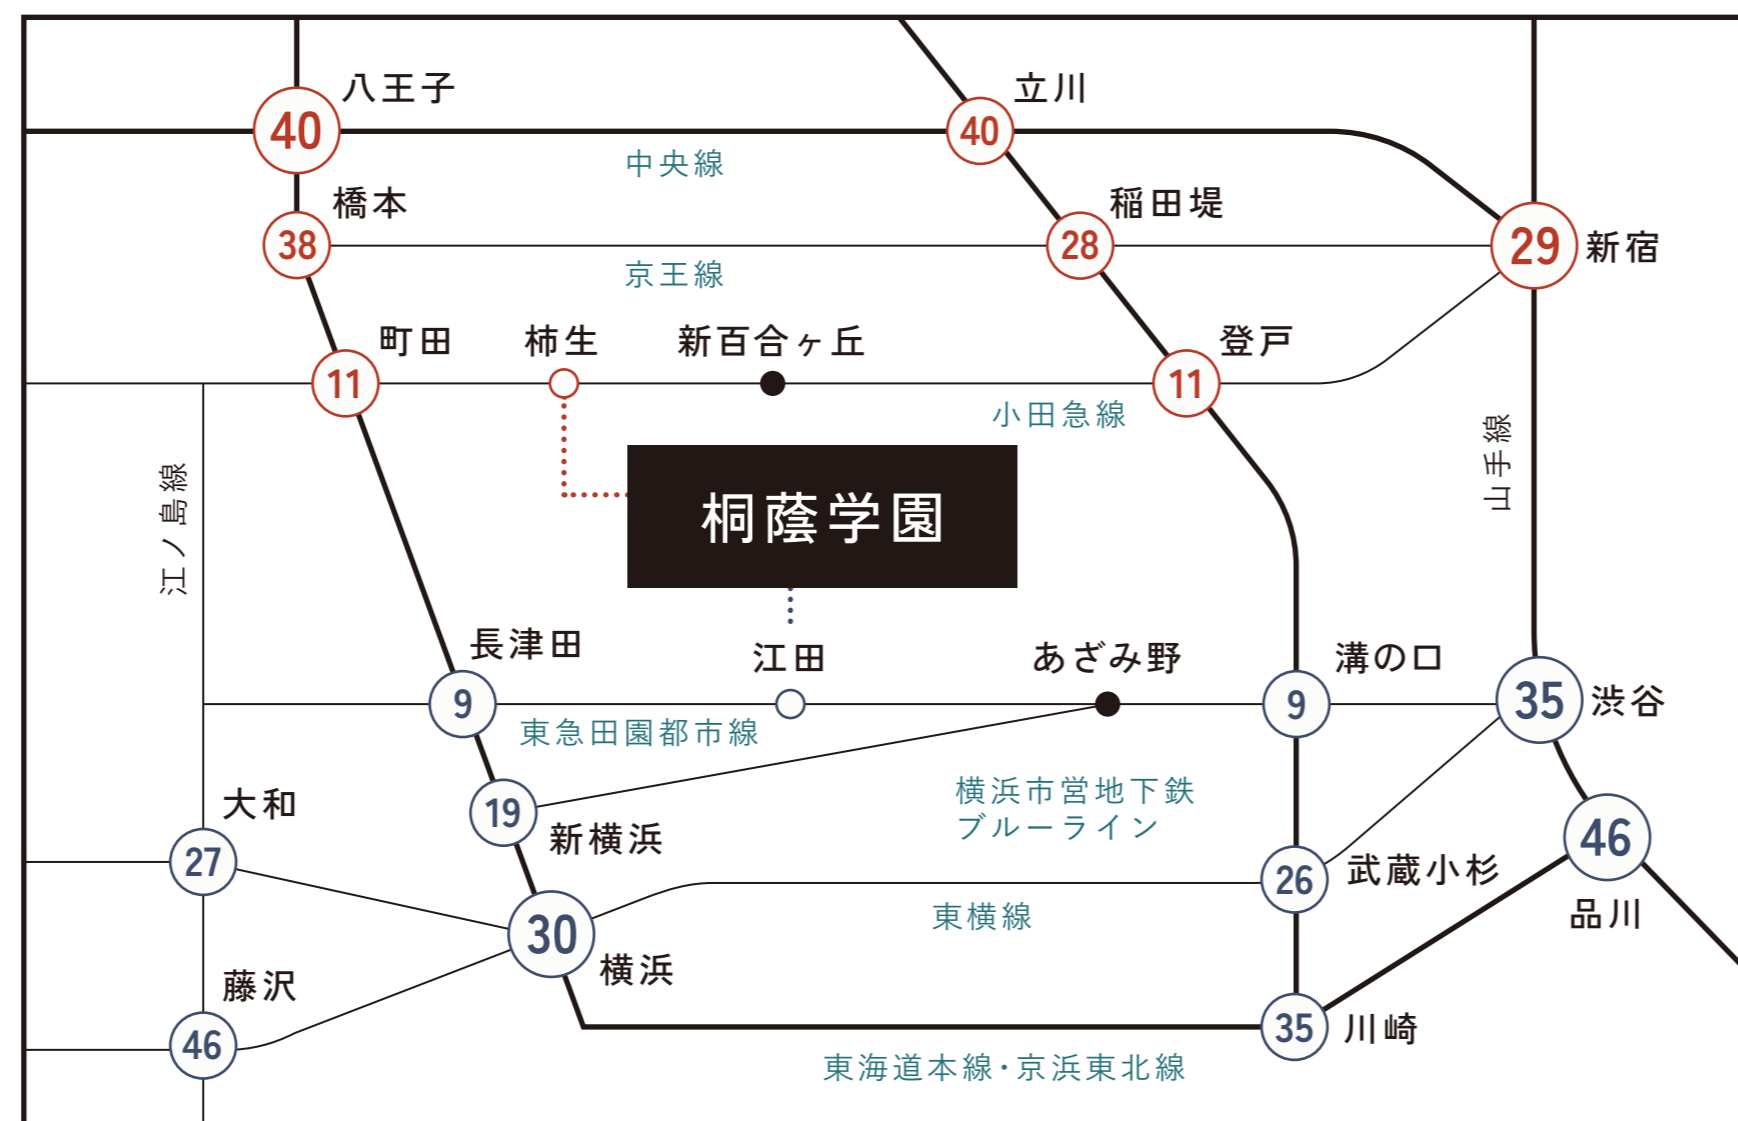 八王子
立川
40
40
中央線
橋本
稲田堤
38
28
29
新宿
京王線
町田
柿生
新百合ヶ丘
登戸
11
11
小田急線
江ノ島線
山手線
桐蔭学園
長津田
江田
あざみ野
溝の口
9
9
35
渋谷
東急田園都市線
大和
19
新横浜
横浜市営地下鉄
ブルーライン
46
品川
27
26
武蔵小杉
30
横浜
東横線
藤沢
46
35
川崎
東海道本線・京浜東北線